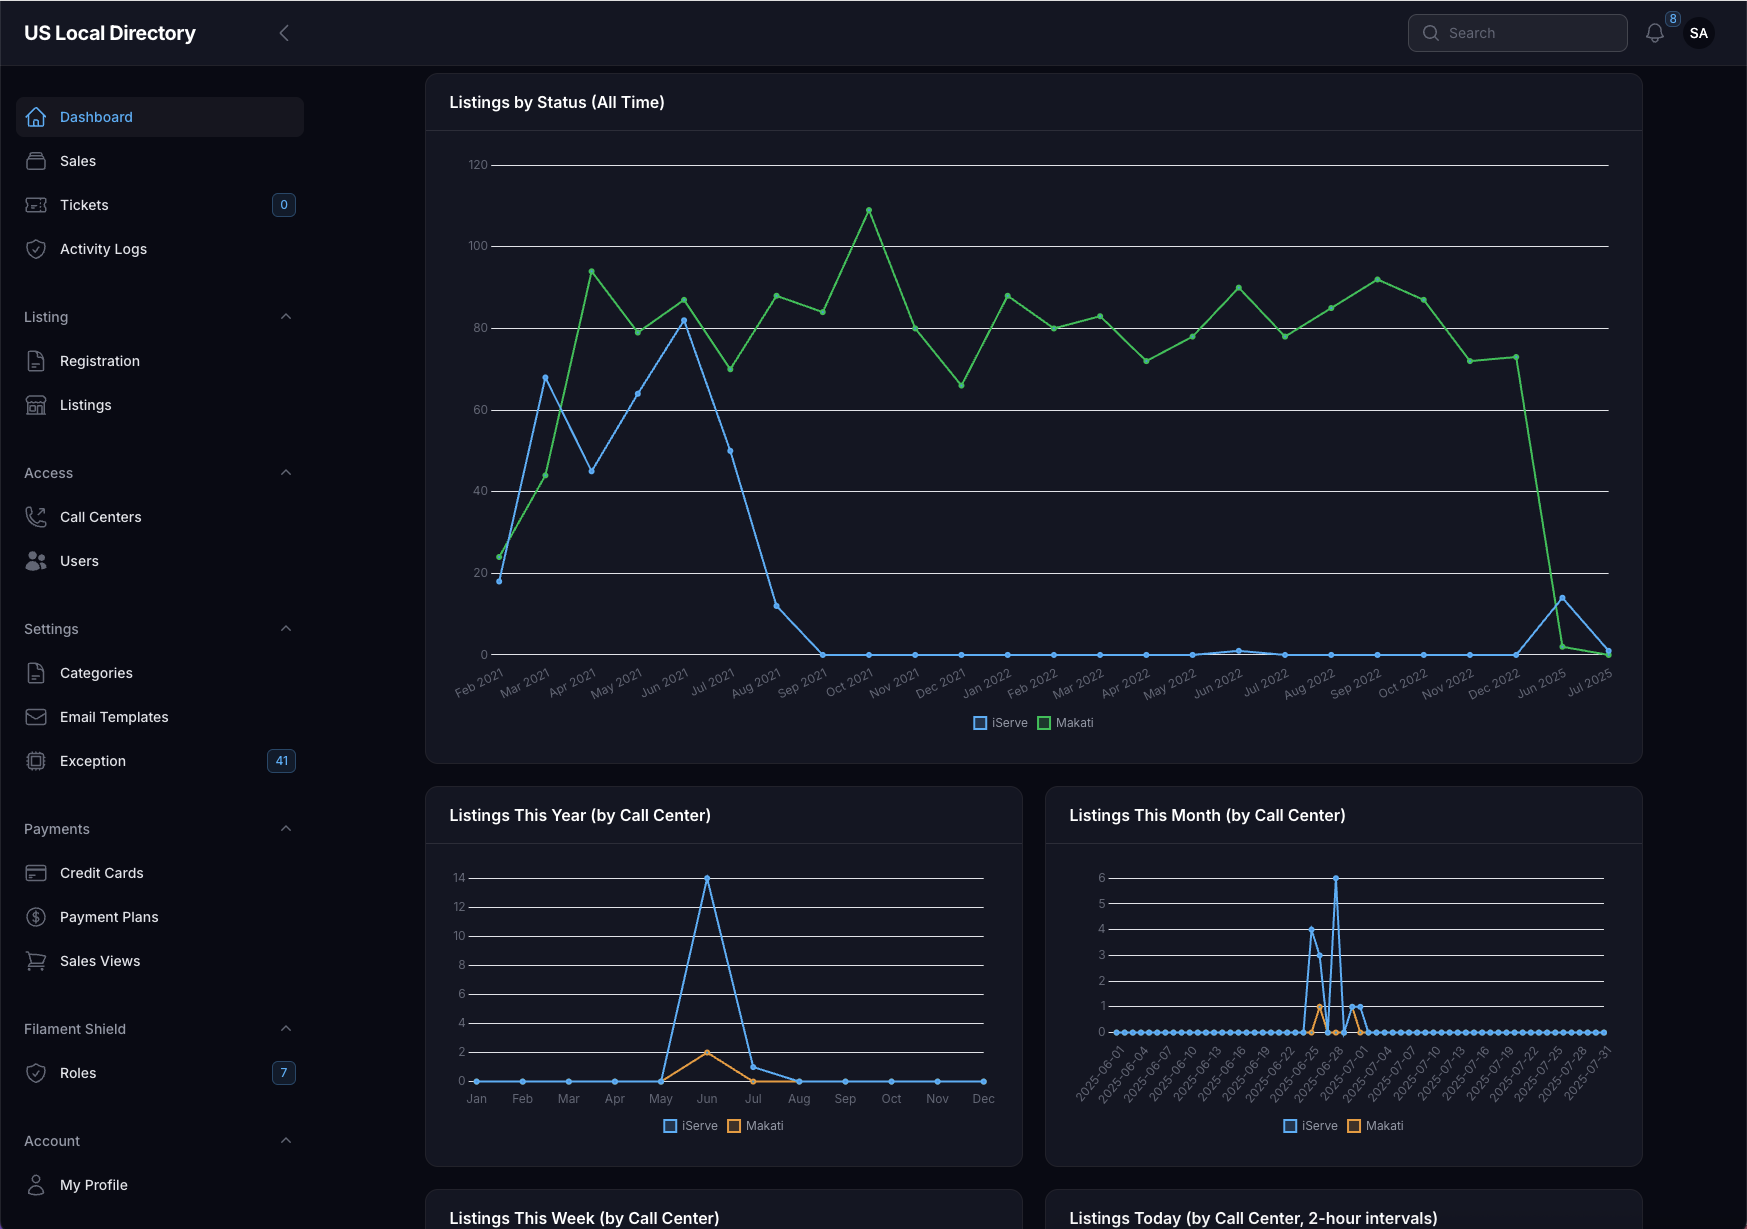 US Local Directory
Search
8
SA
Dashboard
Sales
Tickets
0
Activity Logs
Listing
Registration
Listings
Access
Call Centers
Users
Settings
Categories
Email Templates
Exception
41
Payments
Credit Cards
Payment Plans
Sales Views
Filament Shield
Roles
7
Account
My Profile
Listings by Status (All Time)
120
100
80
60
40
20
0
Feb 2021
Mar 2021
Apr 2021
May 2021
Jun 2021
Jul 2021
Aug 2021
Sep 2021
Oct 2021
Nov 2021
Dec 2021
Jan 2022
Feb 2022
Mar 2022
Apr 2022
May 2022
Jun 2022
Jul 2022
Aug 2022
Sep 2022
Oct 2022
Nov 2022
Dec 2022
Jun 2025
Jul 2025
iServe Makati
Listings This Year (by Call Center)
14
12
10
8
6
4
2
0
Jan Feb Mar Apr May Jun Jul Aug Sep Oct Nov Dec
iServe Makati
Listings This Month (by Call Center)
6
5
4
3
2
1
0
2025-06-01
2025-06-04
2025-06-07
2025-06-10
2025-06-13
2025-06-16
2025-06-19
2025-06-22
2025-06-25
2025-06-28
2025-07-01
2025-07-04
2025-07-07
2025-07-10
2025-07-13
2025-07-16
2025-07-19
2025-07-22
2025-07-25
2025-07-28
2025-07-31
iServe Makati
Listings This Week (by Call Center)
Listings Today (by Call Center, 2-hour intervals)